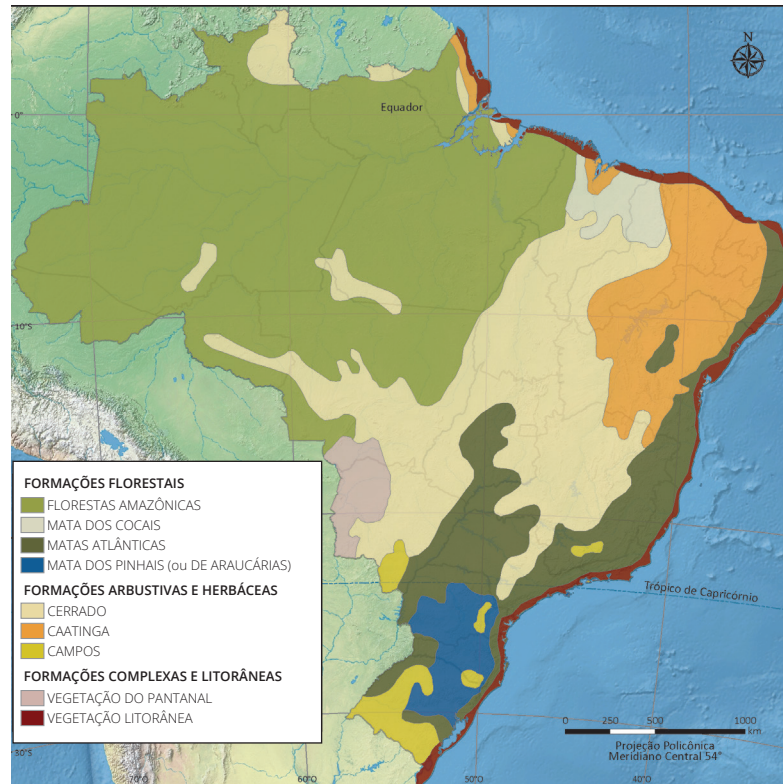 N
Equador
0°
10°S
Trópico de Capricórnio
FORMAÇÕES FLORESTAIS
FLORESTAS AMAZÔNICAS
MATA DOS COCAIS
MATAS ATLÂNTICAS
MATA DOS PINHAIS (ou DE ARAUCÁRIAS)
FORMAÇÕES ARBUSTIVAS E HERBÁCEAS
CERRADO
CAATINGA
CAMPOS
FORMAÇÕES COMPLEXAS E LITORÂNEAS
VEGETAÇÃO DO PANTANAL
VEGETAÇÃO LITORÂNEA
0 250 500 1000
km
Projeção Policônica
Meridiano Central 54°
30°S
70°O 60°O 50°O 40°O